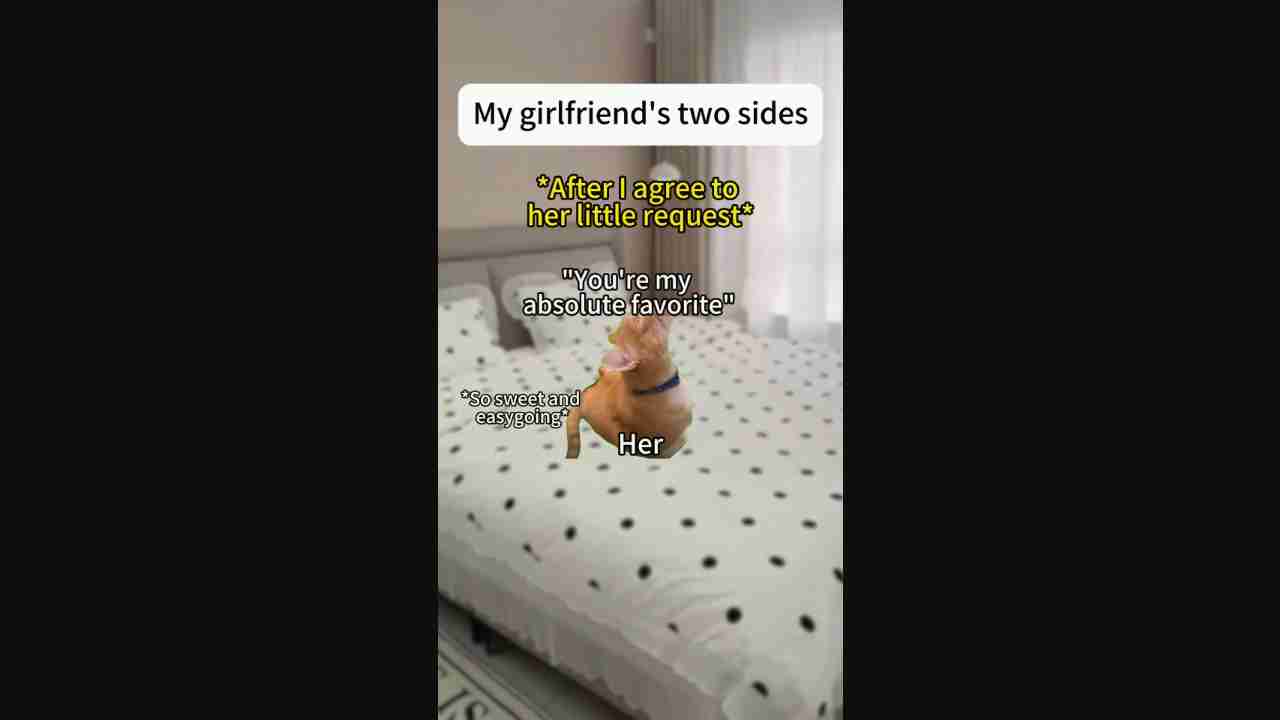 My girlfriend's two sides
*After I agree to
her little request*
"You're my
absolute favorite"
*So sweet and
easygoing*
Her